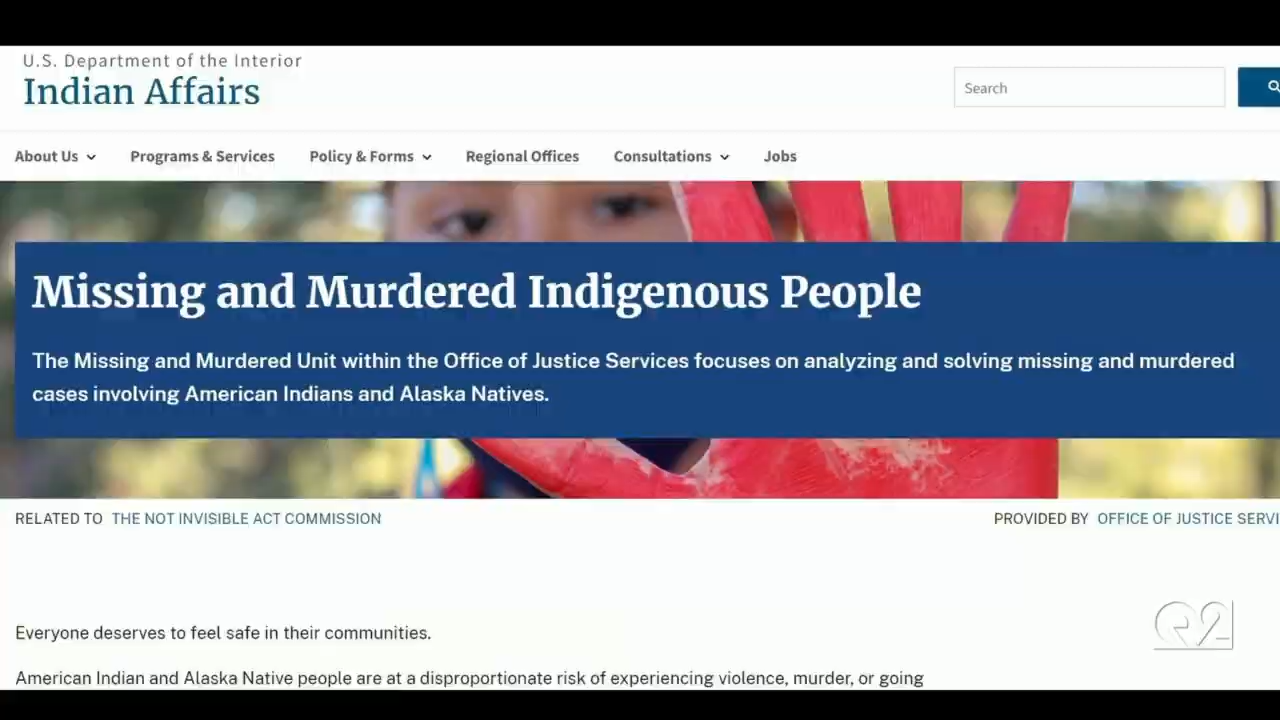 U.S. Department of the Interior
Indian Affairs
Search
About Us
Programs & Services
Policy & Forms
Regional Offices
Consultations
Jobs
Missing and Murdered Indigenous People
The Missing and Murdered Unit within the Office of Justice Services focuses on analyzing and solving missing and murdered
cases involving American Indians and Alaska Natives.
RELATED TO THE NOT INVISIBLE ACT COMMISSION
PROVIDED BY OFFICE OF JUSTICE SERVI
Everyone deserves to feel safe in their communities.
Q2
American Indian and Alaska Native people are at a disproportionate risk of experiencing violence, murder, or going